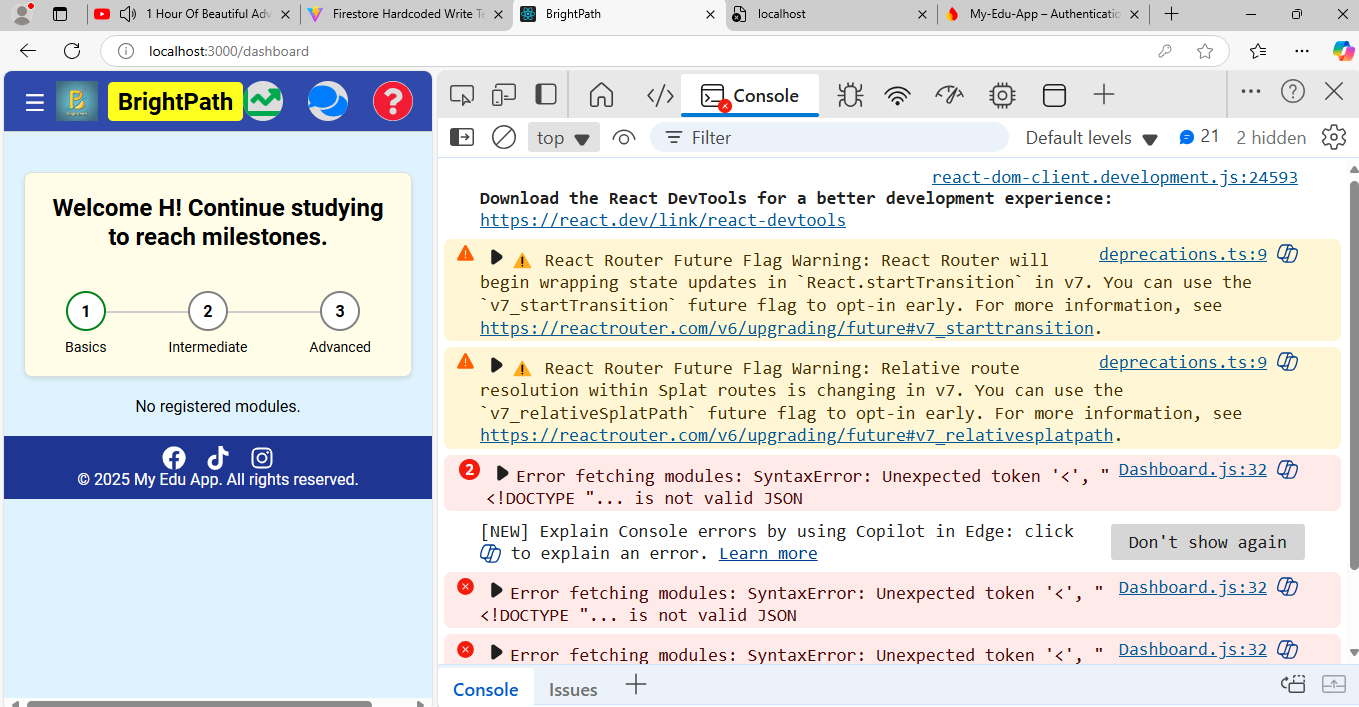 1 Hour Of Beautiful Adv
Firestore Hardcoded Write Te
BrightPath
localhost
My-Edu-App – Authenticatio
localhost:3000/dashboard
BrightPath
?
Welcome H! Continue studying
to reach milestones.
1
2
3
Basics
Intermediate
Advanced
No registered modules.
© 2025 My Edu App. All rights reserved.
Console
top
Filter
Default levels
21
2 hidden
react-dom-client.development.js:24593
Download the React DevTools for a better development experience:
https://react.dev/link/react-devtools
React Router Future Flag Warning: React Router will
deprecations.ts:9
begin wrapping state updates in `React.startTransition` in v7. You can use the
`v7_startTransition` future flag to opt-in early. For more information, see
https://reactrouter.com/v6/upgrading/future#v7_starttransition.
React Router Future Flag Warning: Relative route
deprecations.ts:9
resolution within Splat routes is changing in v7. You can use the
`v7_relativeSplatPath` future flag to opt-in early. For more information, see
https://reactrouter.com/v6/upgrading/future#v7_relativesplatpath.
2
Error fetching modules: SyntaxError: Unexpected token '<', "
Dashboard.js:32
<!DOCTYPE "... is not valid JSON
[NEW] Explain Console errors by using Copilot in Edge: click
to explain an error. Learn more
Don't show again
Error fetching modules: SyntaxError: Unexpected token '<', "
Dashboard.js:32
<!DOCTYPE "... is not valid JSON
Error fetching modules: SyntaxError: Unexpected token '<', "
Dashboard.js:32
Console
Issues